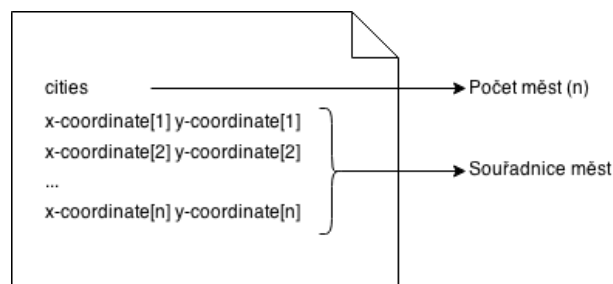 cities
Počet měst (n)
x-coordinate[1] y-coordinate[1]
x-coordinate[2] y-coordinate[2]
...
x-coordinate[n] y-coordinate[n]
Souřadnice měst